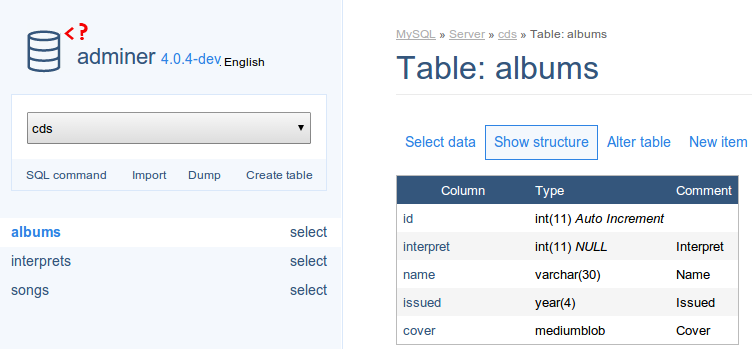 <?
adminer 4.0.4-dev English
cds
SQL command Import Dump Create table
albums select
interprets select
songs select
MySQL » Server » cds » Table: albums
Table: albums
Select data Show structure Alter table New item
Column Type Comment
id int(11) Auto Increment
interpret int(11) NULL Interpret
name varchar(30) Name
issued year(4) Issued
cover mediumblob Cover